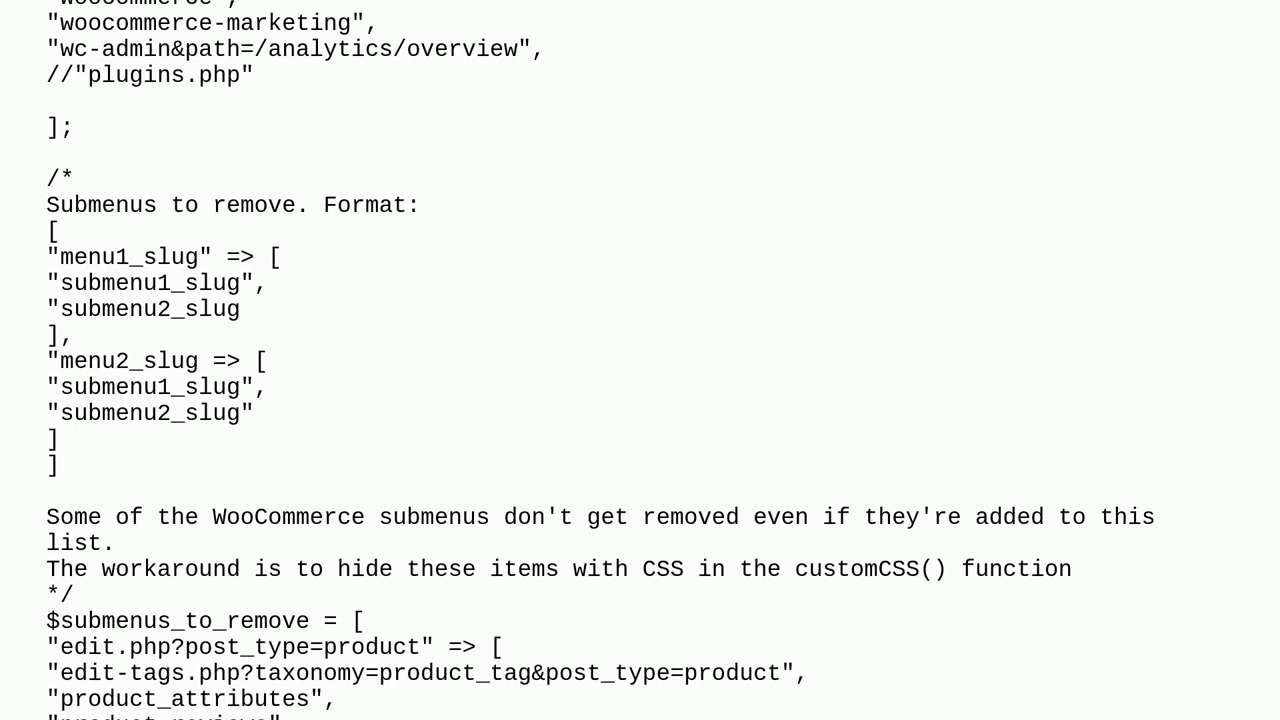 "woocommerce",
"woocommerce-marketing",
"wc-admin&path=/analytics/overview",
//"plugins.php"
];
/*
Submenus to remove. Format:
[
"menu1_slug" => [
"submenu1_slug",
"submenu2_slug
],
"menu2_slug => [
"submenu1_slug",
"submenu2_slug"
]
]
Some of the WooCommerce submenus don't get removed even if they're added to this
list.
The workaround is to hide these items with CSS in the customCSS() function
*/
$submenus_to_remove = [
"edit.php?post_type=product" => [
"edit-tags.php?taxonomy=product_tag&post_type=product",
"product_attributes",
"product-reviews"